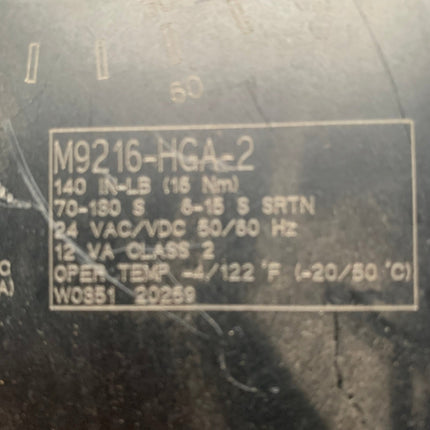 60
M9216-HGA-2
140 IN-LB (16 Nm)
70-130 S 6-15 S SRTN
24 VAC/VDC 50/60 Hz
12 VA CLASS 2
OPER TEMP -4/122 °F (-20/50 °C)
W0351 20259